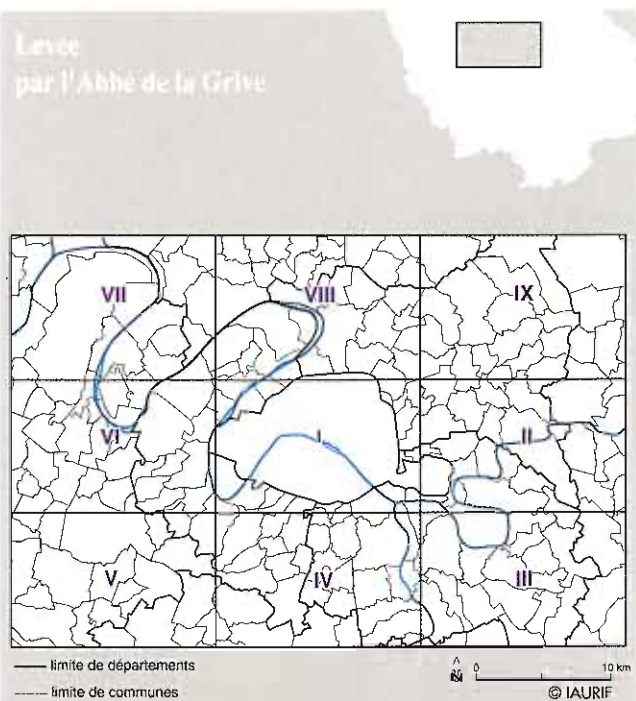 Levée
par l'Abbé de la Grive
VII
VIII
IX
VI
I
II
V
IV
III
limite de départements
limite de communes
N
0
10 km
© IAURIF